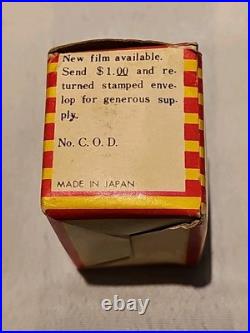 New film available.
Send $1.00 and re-
turned stamped enve-
lop for generous sup-
ply.
No. C. O. D.
MADE IN JAPAN